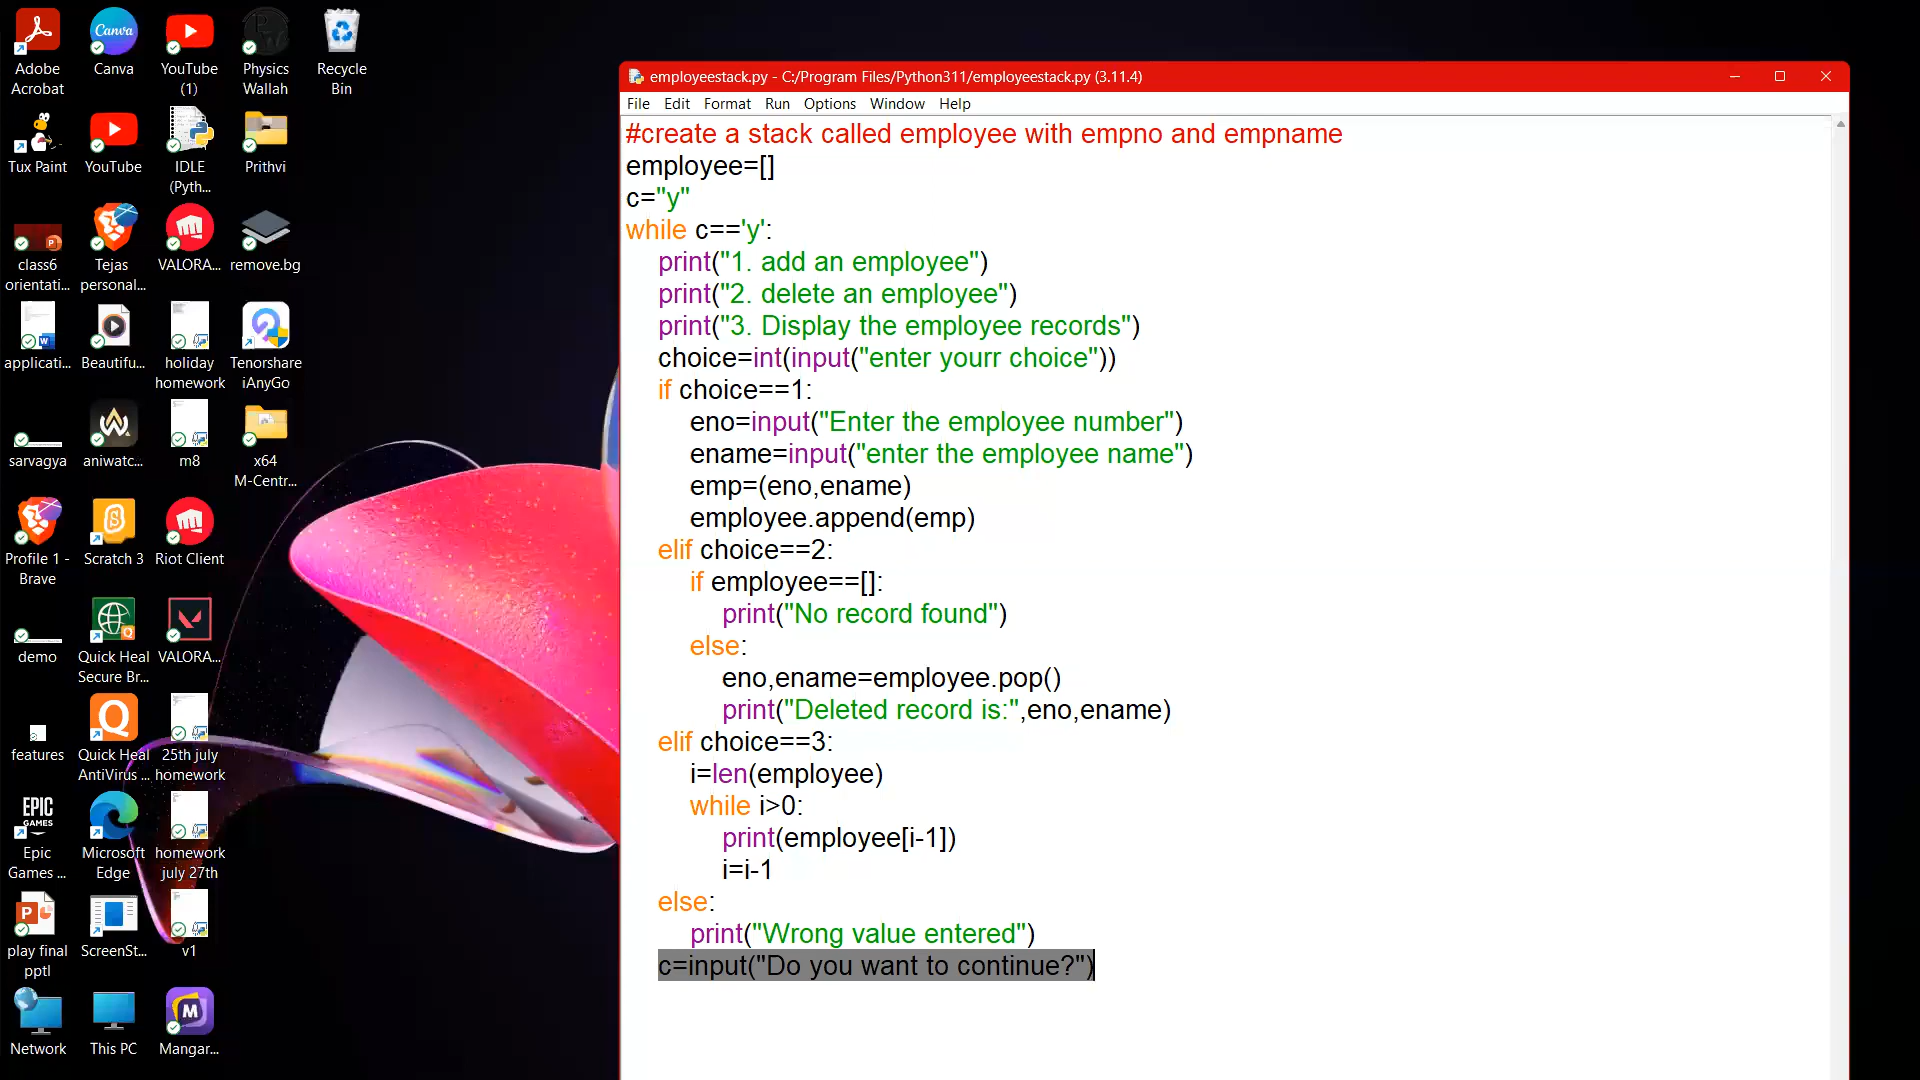 Adobe Acrobat
Canva
YouTube (1)
Physics Wallah
Recycle Bin
Tux Paint
YouTube
IDLE (Pyth...
Prithvi
class6 orientati...
Tejas personal...
VALORA...
remove.bg
applicati...
Beautifu...
holiday homework
Tenorshare iAnyGo
sarvagya
aniwatc...
m8
x64 M-Centr...
Profile 1 - Brave
Scratch 3
Riot Client
demo
Quick Heal Secure Br...
VALORA...
features
Quick Heal AntiVirus ...
25th july homework
EPIC GAMES
Epic Games ...
Microsoft Edge
homework july 27th
play final pptl
ScreenSt...
v1
Network
This PC
Mangar...
employeestack.py - C:/Program Files/Python311/employeestack.py (3.11.4)
File Edit Format Run Options Window Help
#create a stack called employee with empno and empname
employee=[]
c="y"
while c=='y':
    print("1. add an employee")
    print("2. delete an employee")
    print("3. Display the employee records")
    choice=int(input("enter yourr choice"))
    if choice==1:
        eno=input("Enter the employee number")
        ename=input("enter the employee name")
        emp=(eno,ename)
        employee.append(emp)
    elif choice==2:
        if employee==[]:
            print("No record found")
        else:
            eno,ename=employee.pop()
            print("Deleted record is:",eno,ename)
    elif choice==3:
        i=len(employee)
        while i>0:
            print(employee[i-1])
            i=i-1
    else:
        print("Wrong value entered")
    c=input("Do you want to continue?")